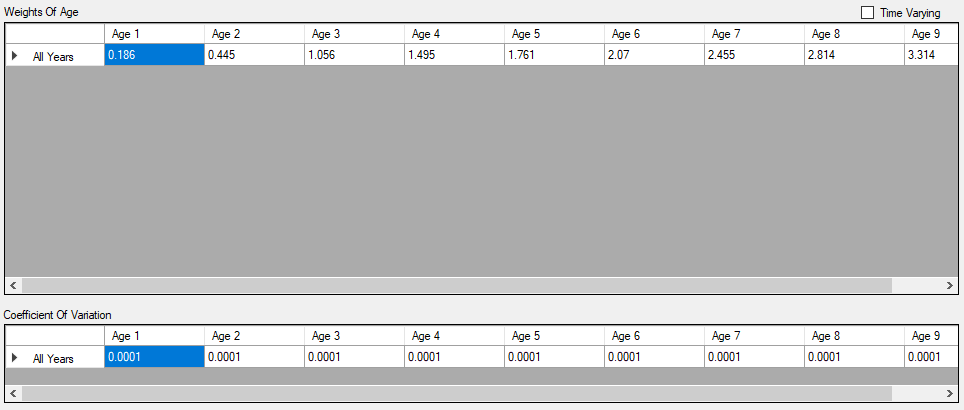 Weights Of Age Time Varying
Age 1 Age 2 Age 3 Age 4 Age 5 Age 6 Age 7 Age 8 Age 9
All Years 0.186 0.445 1.056 1.495 1.761 2.07 2.455 2.814 3.314
Coefficient Of Variation
Age 1 Age 2 Age 3 Age 4 Age 5 Age 6 Age 7 Age 8 Age 9
All Years 0.0001 0.0001 0.0001 0.0001 0.0001 0.0001 0.0001 0.0001 0.0001